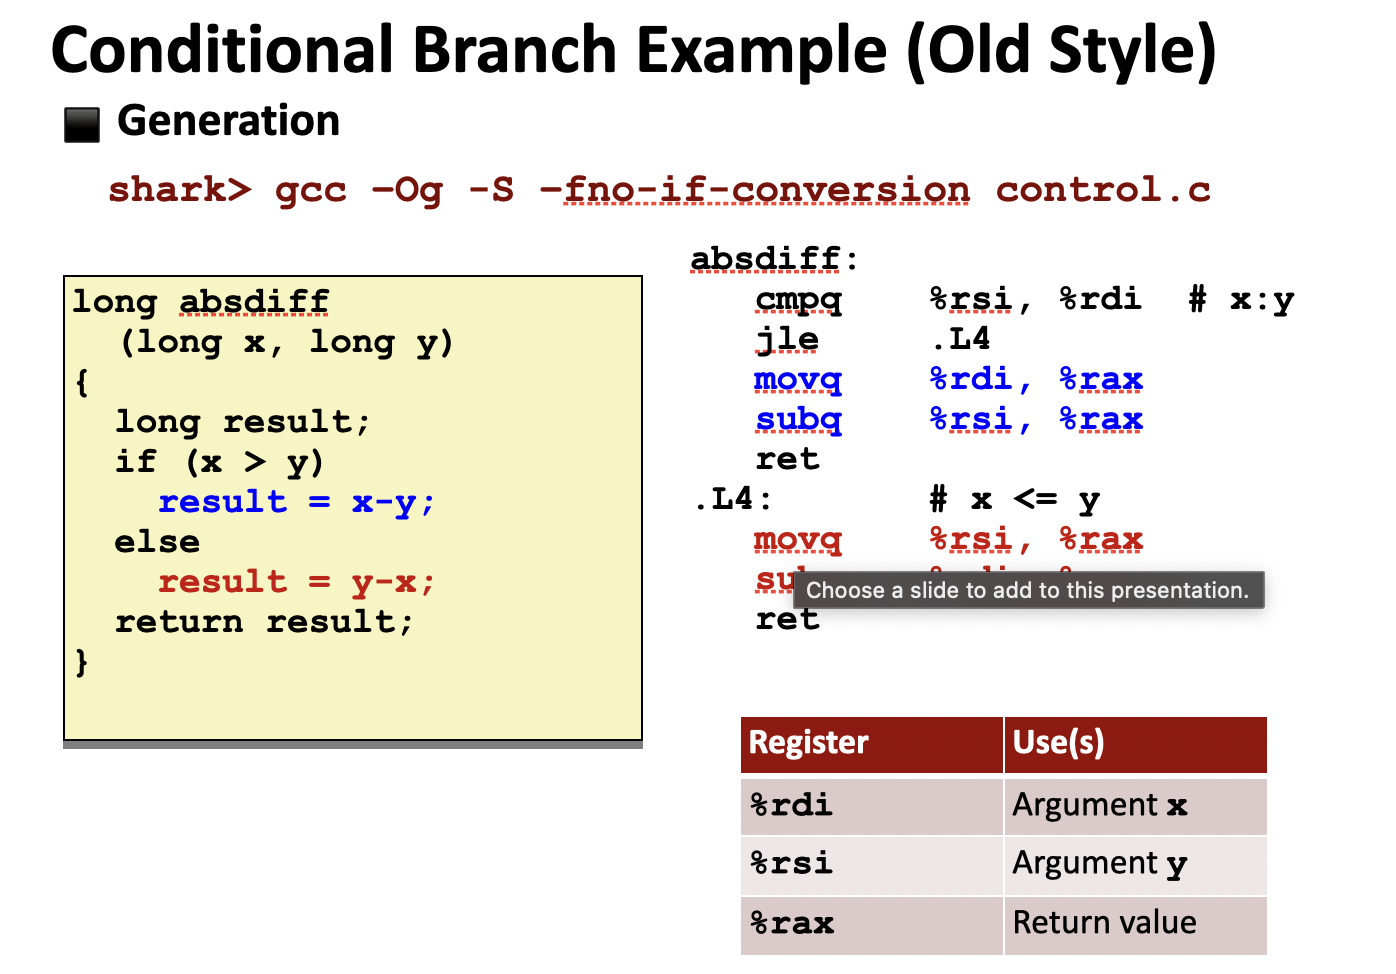 Conditional Branch Example (Old Style)
Generation
shark> gcc –Og -S –fno-if-conversion control.c
long absdiff
(long x, long y)
{
long result;
if (x > y)
result = x-y;
else
result = y-x;
return result;
}
absdiff:
cmpq %rsi, %rdi # x:y
jle .L4
movq %rdi, %rax
subq %rsi, %rax
ret
.L4: # x <= y
movq %rsi, %rax
Choose a slide to add to this presentation.
ret
Register Use(s)
%rdi Argument x
%rsi Argument y
%rax Return value